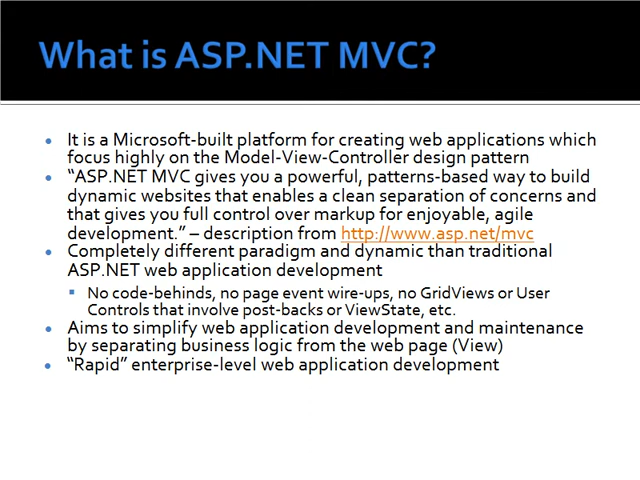 What is ASP.NET MVC?
• It is a Microsoft-built platform for creating web applications which
focus highly on the Model-View-Controller design pattern
• “ASP.NET MVC gives you a powerful, patterns-based way to build
dynamic websites that enables a clean separation of concerns and
that gives you full control over markup for enjoyable, agile
development.” – description from http://www.asp.net/mvc
• Completely different paradigm and dynamic than traditional
ASP.NET web application development
▪ No code-behinds, no page event wire-ups, no GridViews or User
Controls that involve post-backs or ViewState, etc.
• Aims to simplify web application development and maintenance
by separating business logic from the web page (View)
• “Rapid” enterprise-level web application development